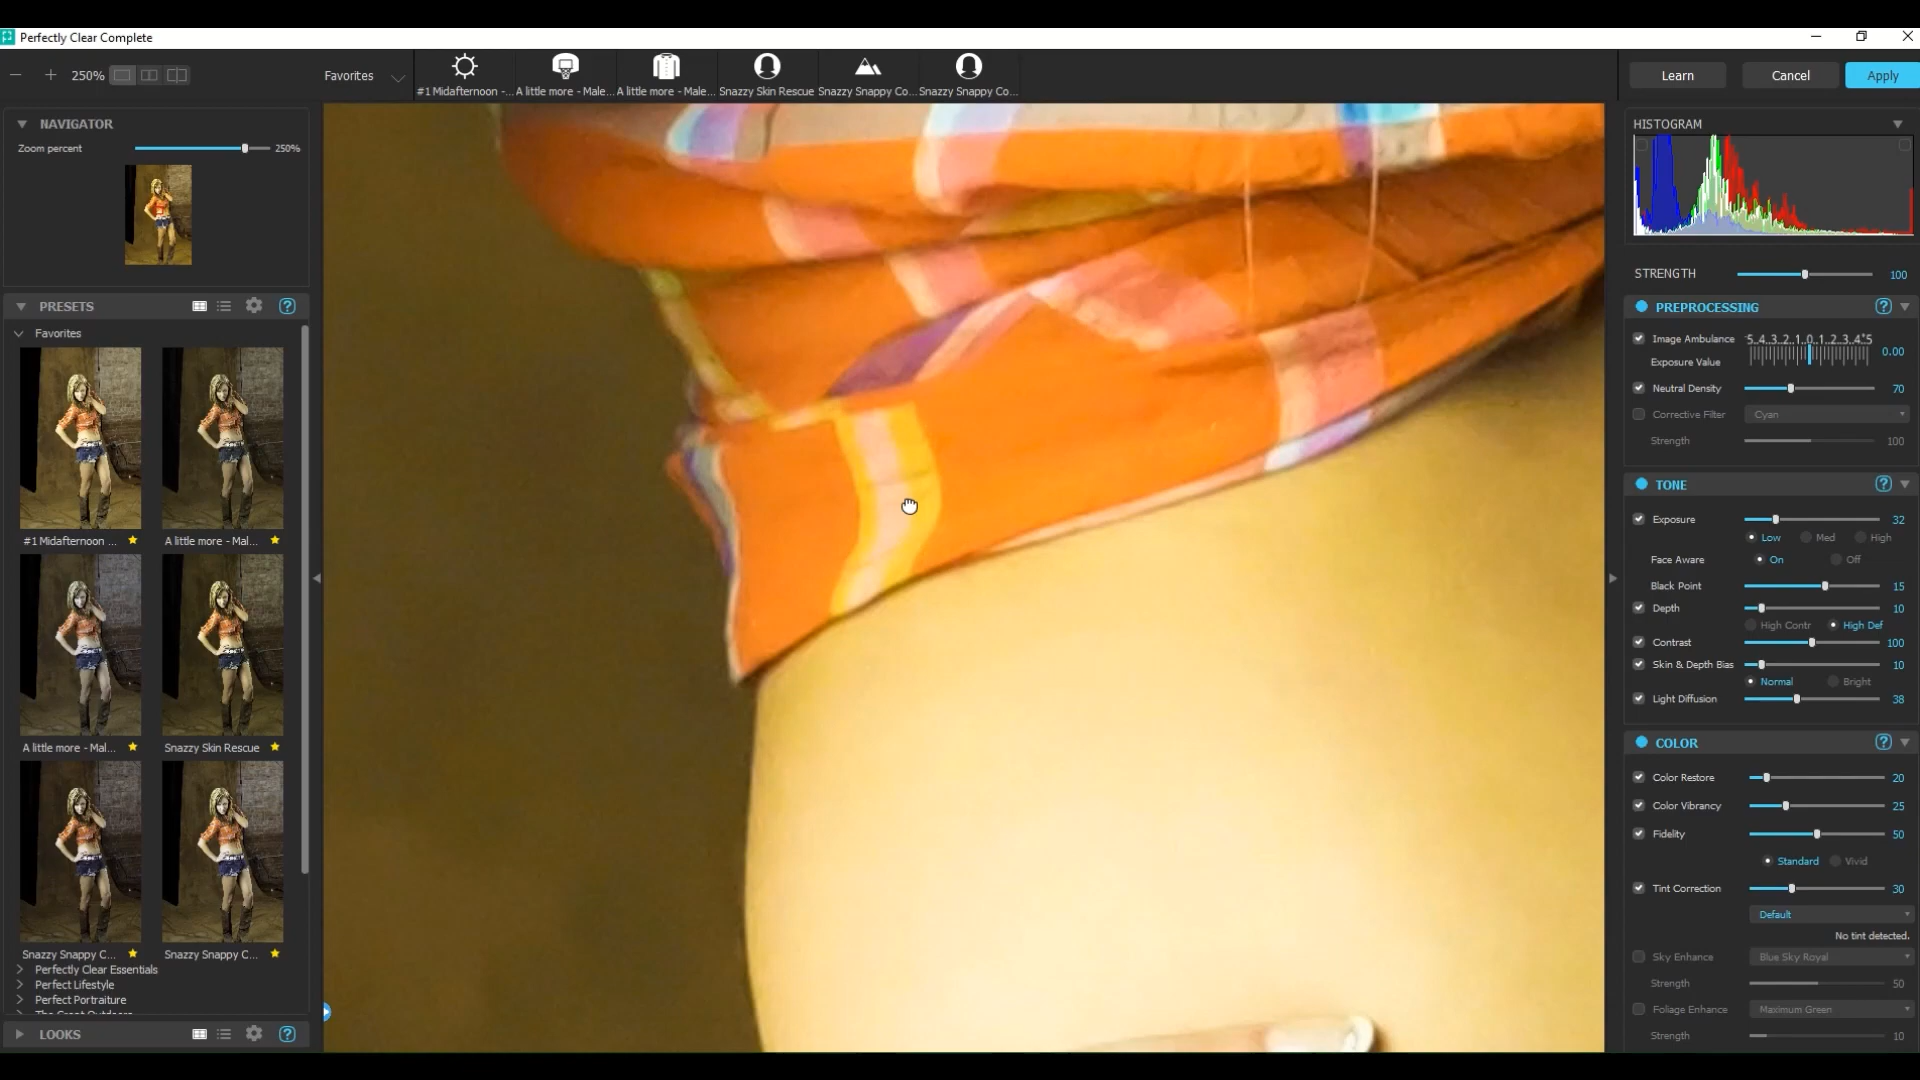 Perfectly Clear Complete
250%
Favorites
#1 Midafternoon -...
A little more - Male...
A little more - Male...
Snazzy Skin Rescue
Snazzy Snappy Co...
Snazzy Snappy Co...
Learn
Cancel
Apply
NAVIGATOR
Zoom percent
250%
PRESETS
?
Favorites
#1 Midafternoon ...
A little more - Mal...
A little more - Mal...
Snazzy Skin Rescue
Snazzy Snappy C...
Snazzy Snappy C...
Perfectly Clear Essentials
Perfect Lifestyle
Perfect Portraiture
LOOKS
?
HISTOGRAM
STRENGTH 100
PREPROCESSING ?
Image Ambulance
Exposure Value 0.00
Neutral Density 70
Corrective Filter Cyan
Strength 100
TONE ?
Exposure 32
Low Med High
Face Aware On Off
Black Point 15
Depth 10
High Contr High Def
Contrast 100
Skin & Depth Bias 10
Normal Bright
Light Diffusion 38
COLOR ?
Color Restore 20
Color Vibrancy 25
Fidelity 50
Standard Vivid
Tint Correction 30
Default
No tint detected.
Sky Enhance Blue Sky Royal
Strength 50
Foliage Enhance Maximum Green
Strength 10